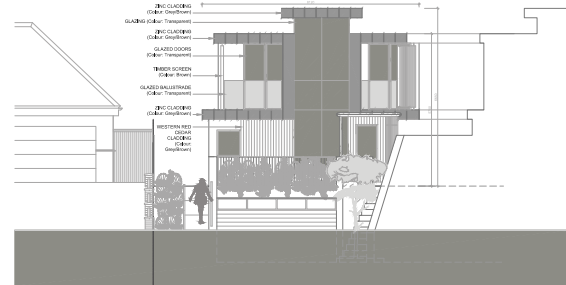 ZINC CLADDING
(Colour: Grey/Brown)
GLAZING (Colour: Transparent)
ZINC CLADDING
(Colour: Grey/Brown)
GLAZED DOORS
(Colour: Transparent)
TIMBER SCREEN
(Colour: Brown)
GLAZED BALUSTRADE
(Colour: Transparent)
ZINC CLADDING
(Colour: Grey/Brown)
WESTERN RED
CEDAR
CLADDING
(Colour:
Grey/Brown)